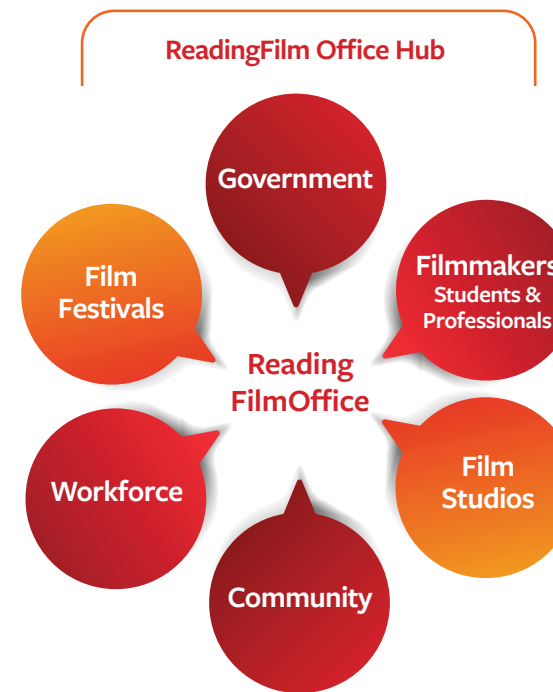 ReadingFilm Office Hub
Government
Film
Festivals
Filmmakers
Students &
Professionals
Reading
FilmOffice
Workforce
Film
Studios
Community